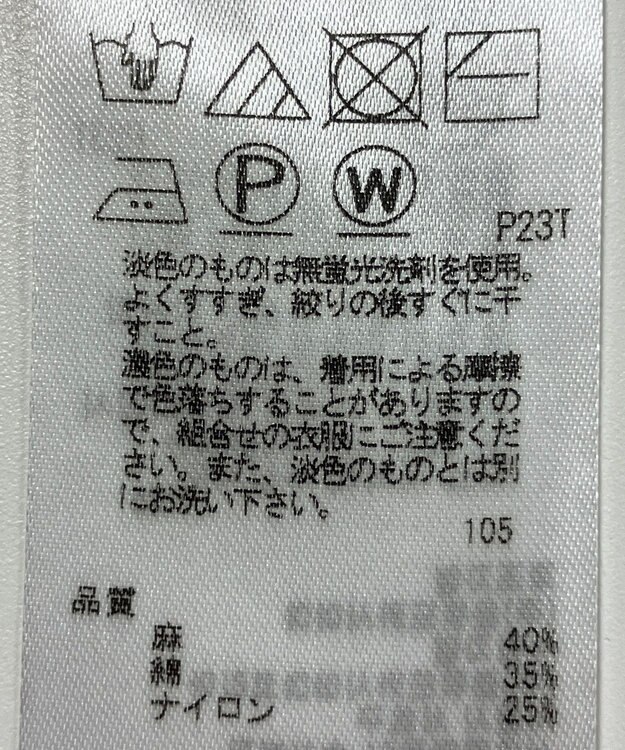 P W
P23T
淡色のものは無蛍光洗剤を使用。
よくすすぎ、絞りの後すぐに干
すこと。
濃色のものは、着用による摩擦
で色落ちすることがありますの
で、組合せの衣服にご注意くだ
さい。また、淡色のものとは別
にお洗い下さい。
105
品質
麻 40%
綿 35%
ナイロン 25%